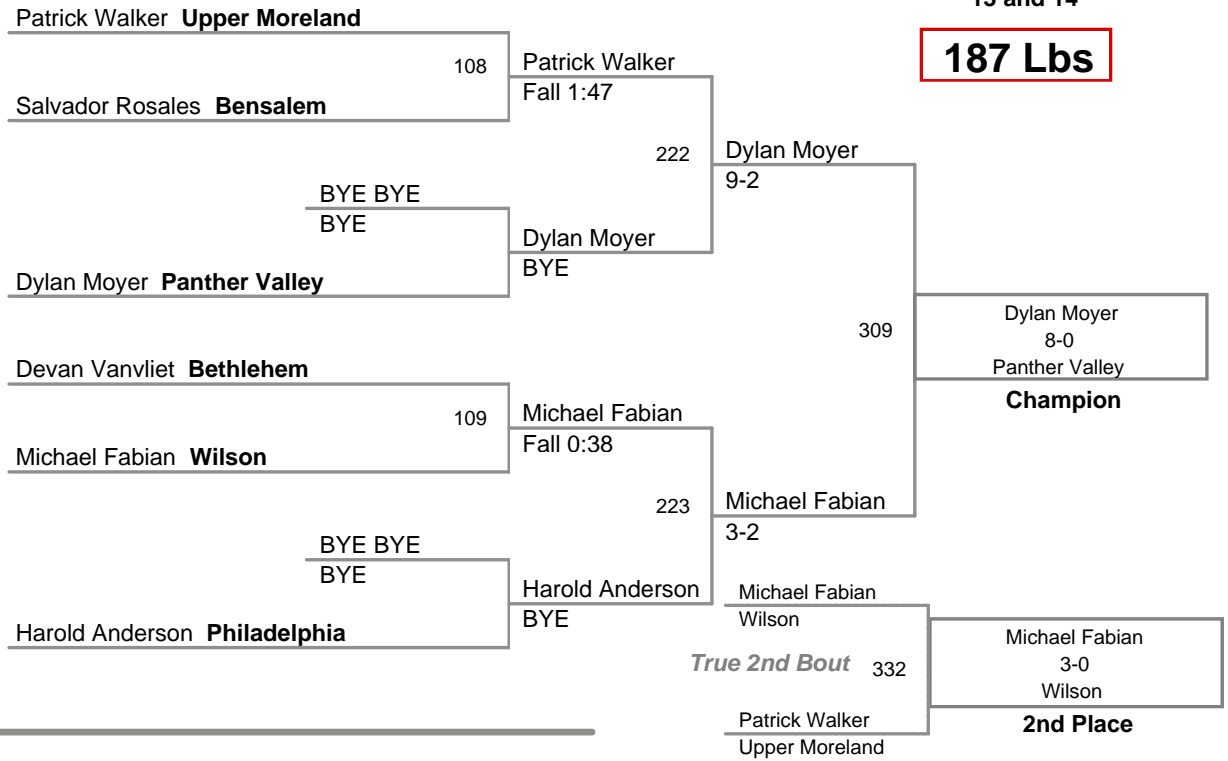 13 and 14
187 Lbs
Patrick Walker Upper Moreland
108
Patrick Walker
Fall 1:47
Salvador Rosales Bensalem
222
Dylan Moyer
9-2
BYE BYE
BYE
Dylan Moyer
BYE
Dylan Moyer Panther Valley
309
Dylan Moyer
8-0
Panther Valley
Champion
Devan Vanvliet Bethlehem
109
Michael Fabian
Fall 0:38
Michael Fabian Wilson
223
Michael Fabian
3-2
BYE BYE
BYE
Harold Anderson
BYE
Harold Anderson Philadelphia
Michael Fabian
Wilson
True 2nd Bout 332
Michael Fabian
3-0
Wilson
2nd Place
Patrick Walker
Upper Moreland